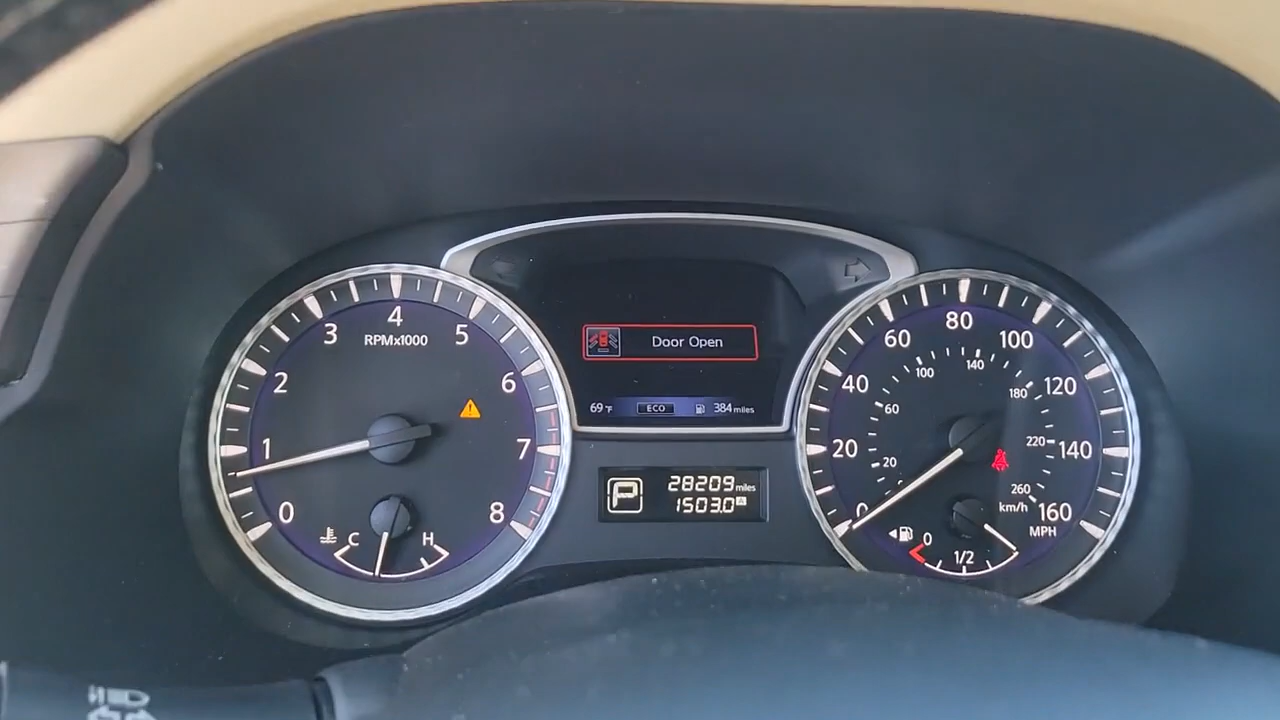 0
1
2
3
4
5
6
7
8
RPMx1000
C
H
Door Open
69°F
ECO
384 miles
P
28209 miles
1503.0 A
0
20
40
60
80
100
120
140
160
MPH
20
60
100
140
180
220
260
km/h
0
1/2